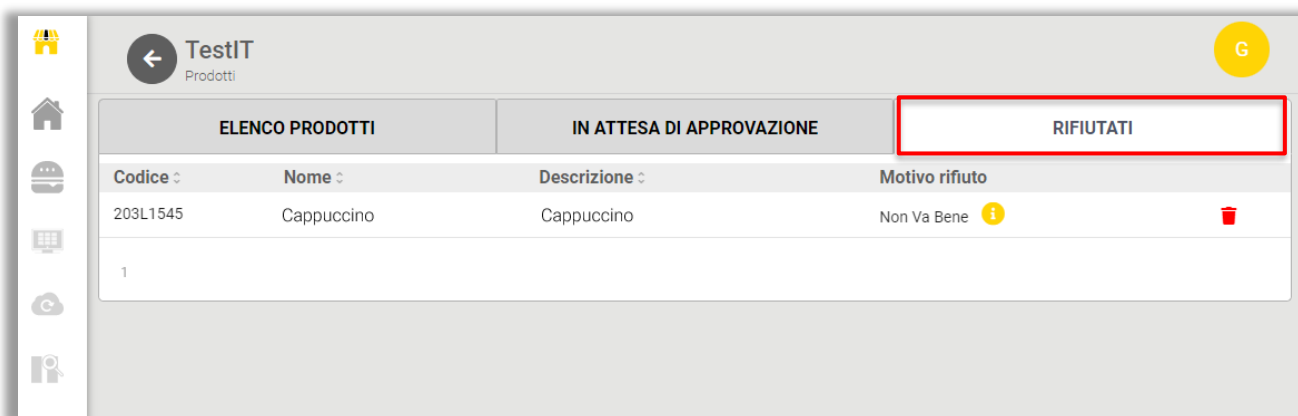 TestIT
Prodotti
G
ELENCO PRODOTTI IN ATTESA DI APPROVAZIONE RIFIUTATI
Codice Nome Descrizione Motivo rifiuto
203L1545 Cappuccino Cappuccino Non Va Bene i
1